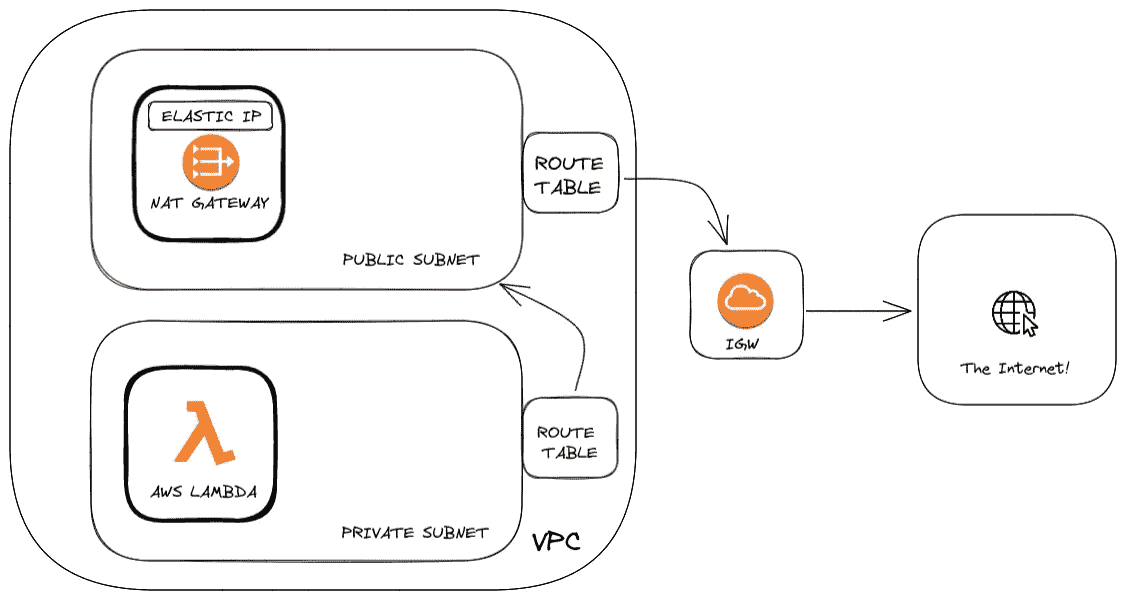 ELASTIC IP
NAT GATEWAY
PUBLIC SUBNET
ROUTE
TABLE
IGW
The Internet!
AWS LAMBDA
PRIVATE SUBNET
ROUTE
TABLE
VPC